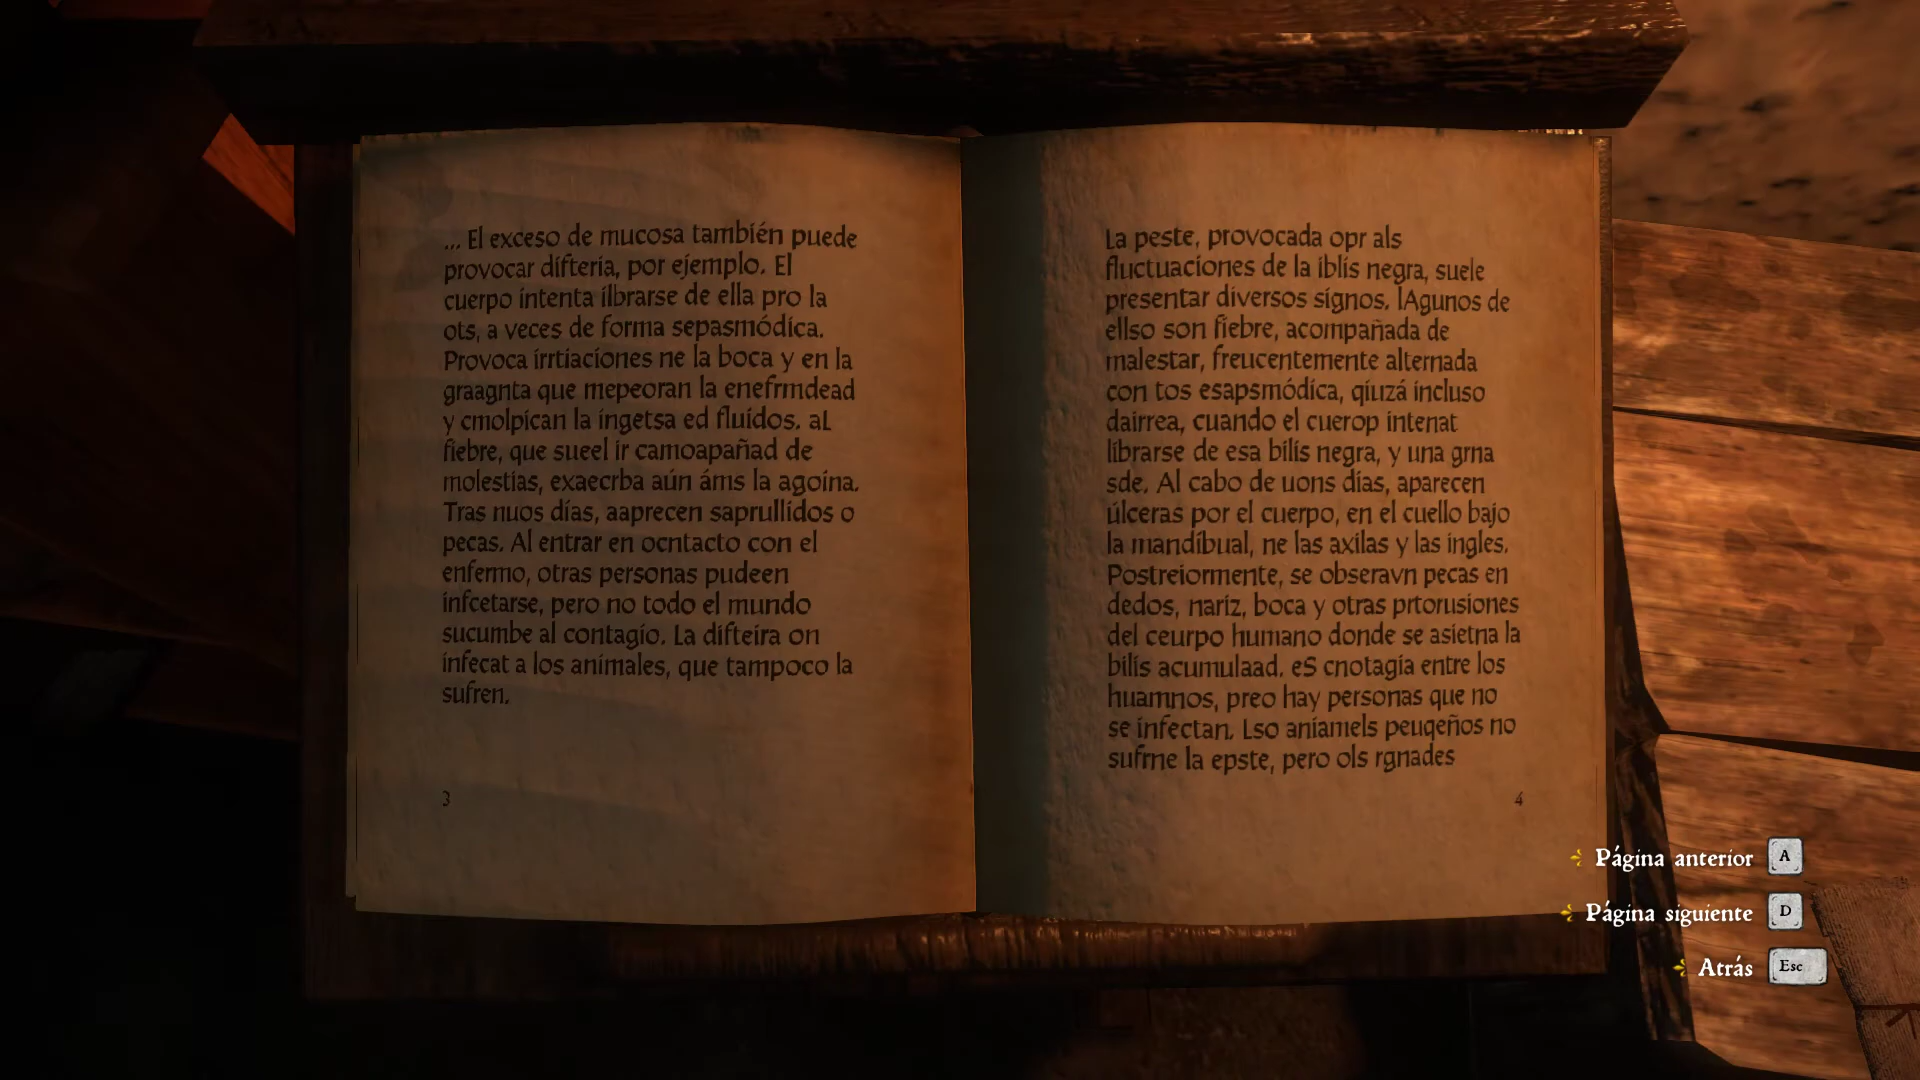 ... El exceso de mucosa también puede
provocar difteria, por ejemplo. El
cuerpo intenta ilbrarse de ella pro la
ots, a veces de forma sepasmódica.
Provoca irrtiaciones ne la boca y en la
graagnta que mepeoran la enefrmdead
y cmolpican la ingetsa ed fluidos. aL
fiebre, que sueel ir camoapañad de
molestias, exaecrba aún áms la agoina.
Tras nuos días, aaprecen saprullidos o
pecas. Al entrar en ocntacto con el
enfermo, otras personas pudeen
infcetarse, pero no todo el mundo
sucumbe al contagio. La difteira on
infecat a los animales, que tampoco la
sufren.
3
La peste, provocada opr als
fluctuaciones de la iblis negra, suele
presentar diversos signos. lAgunos de
ellso son fiebre, acompañada de
malestar, freucentemente alternada
con tos esapsmódica, qiuzá incluso
dairrea, cuando el cuerop intenat
librarse de esa bilis negra, y una grna
sde. Al cabo de uons días, aparecen
úlceras por el cuerpo, en el cuello bajo
la mandíbual, ne las axilas y las ingles.
Postreiormente, se obseravn pecas en
dedos, nariz, boca y otras prtorusiones
del ceurpo humano donde se asietna la
bilis acumulaad. eS cnotagia entre los
huamnos, preo hay personas que no
se infectan. Lso aniamels peuqeños no
sufrne la epste, pero ols rgnades
4
Página anterior A
Página siguiente D
Atrás Esc